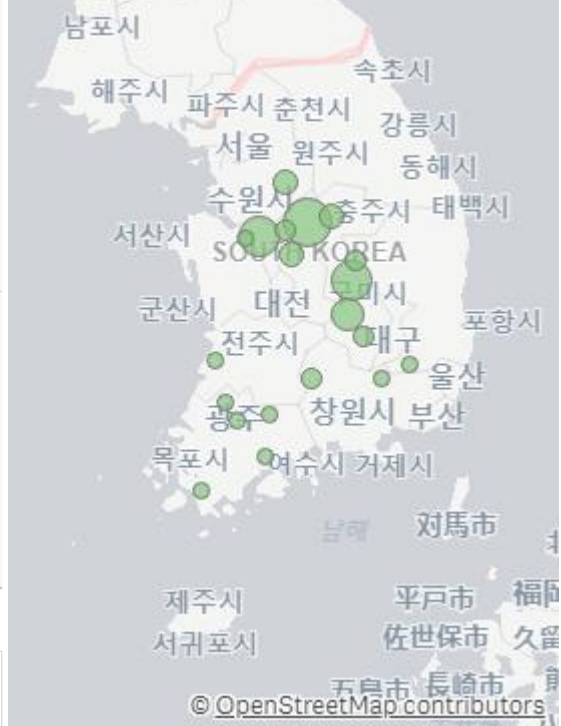 남포시
속초시
해주시
파주시 춘천시
강릉시
서울 원주시
동해시
수원시
충주시 태백시
서산시
SOUTH KOREA
대전 구미시
군산시
포항시
전주시 대구
울산
창원시 부산
광주
목포시
여수시 거제시
남해
対馬市
제주시
平戸市
서귀포시
佐世保市
五島市 長崎市
© OpenStreetMap contributors